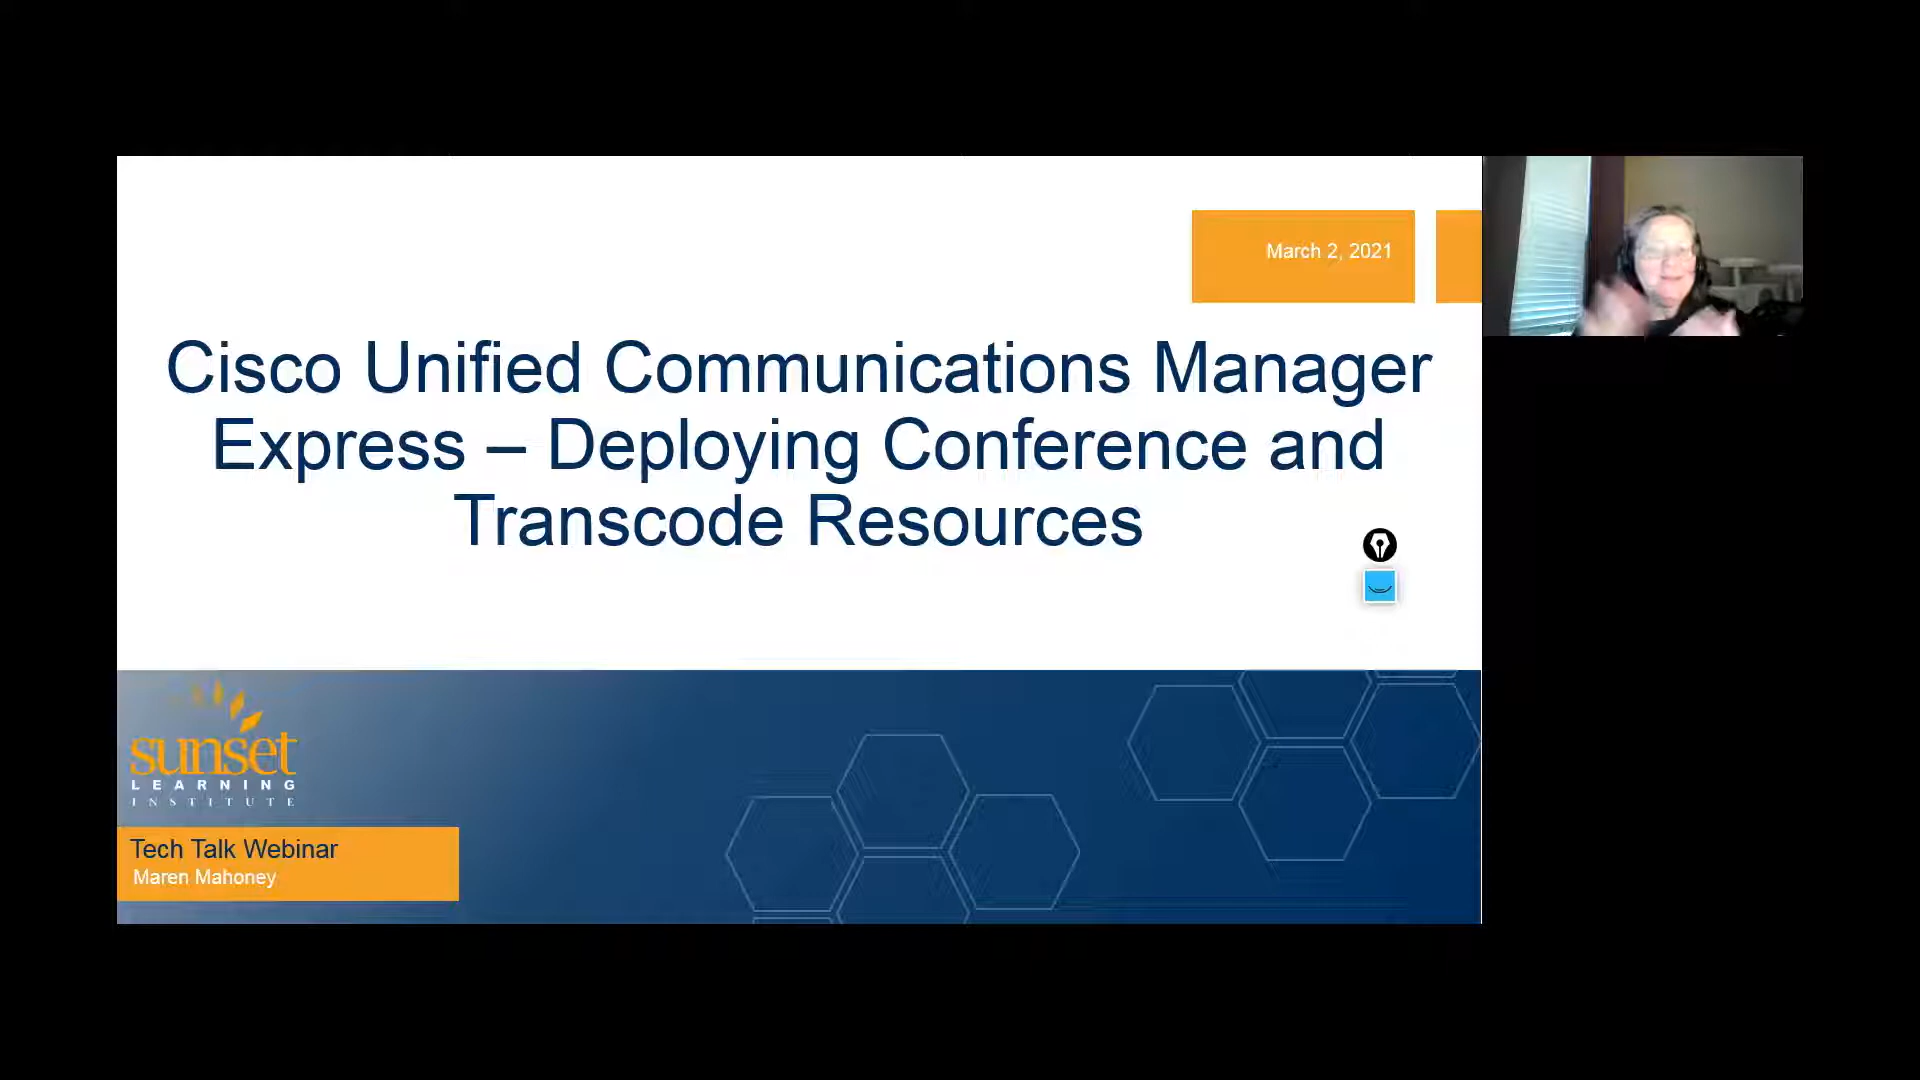 March 2, 2021
Cisco Unified Communications Manager
Express – Deploying Conference and
Transcode Resources
sunset
LEARNING
INSTITUTE
Tech Talk Webinar
Maren Mahoney